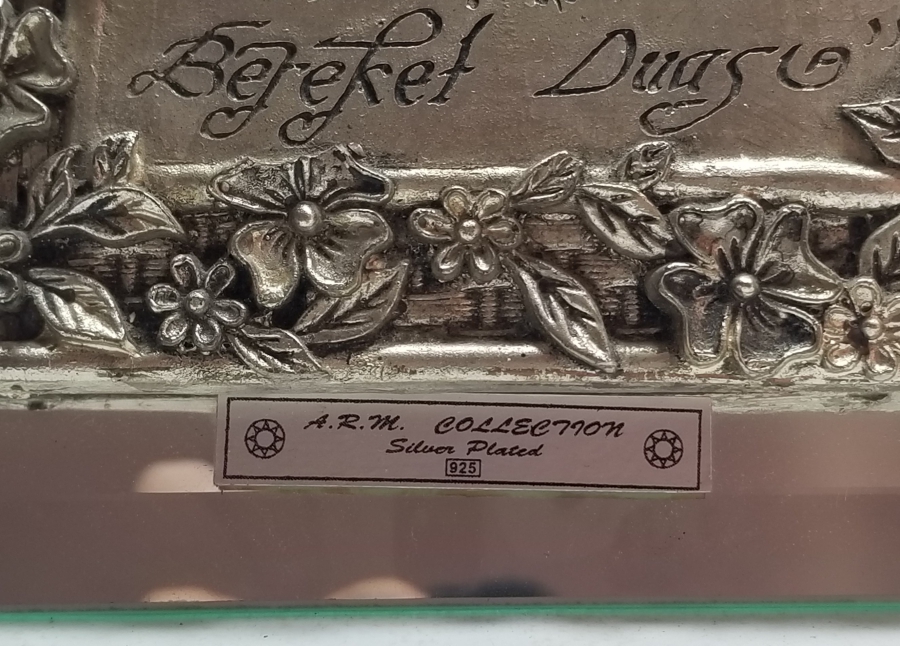 Bereket Duası"
A.R.M. COLLECTION
Silver Plated
925